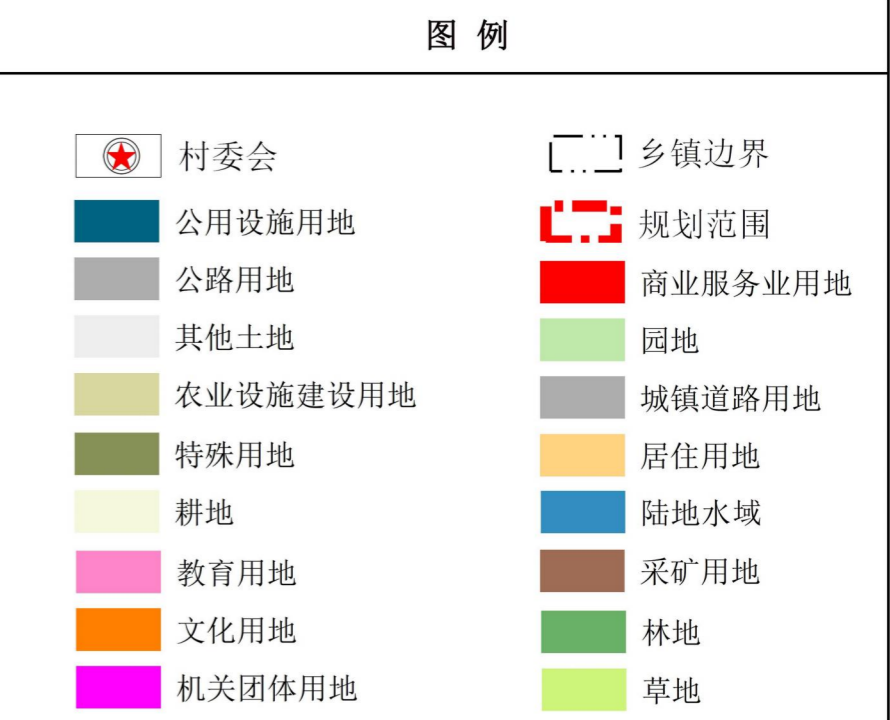 图 例
村委会
乡镇边界
公用设施用地
规划范围
公路用地
商业服务业用地
其他土地
园地
农业设施建设用地
城镇道路用地
特殊用地
居住用地
耕地
陆地水域
教育用地
采矿用地
文化用地
林地
机关团体用地
草地